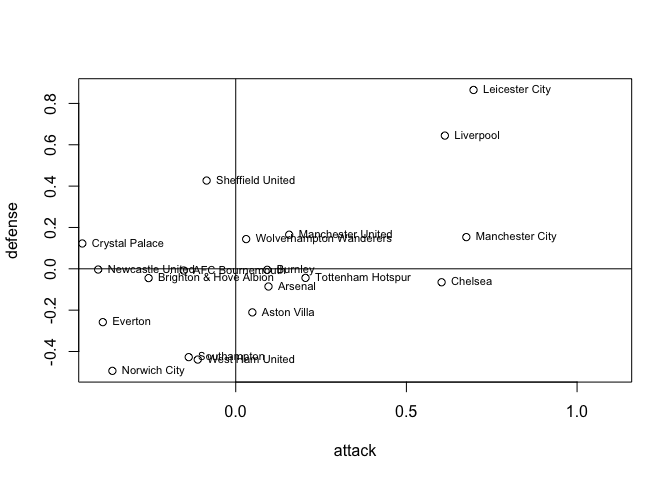 Leicester City
0.8
Liverpool
0.6
Sheffield United
0.4
Manchester United
Wolverhampton Wanderers
Manchester City
0.2
Crystal Palace
defense
Newcastle United
AFC Bournemouth
Burnley
0.0
Brighton & Hove Albion
Tottenham Hotspur
Chelsea
Arsenal
-0.2
Aston Villa
Everton
-0.4
Southampton
West Ham United
Norwich City
0.0 0.5 1.0
attack